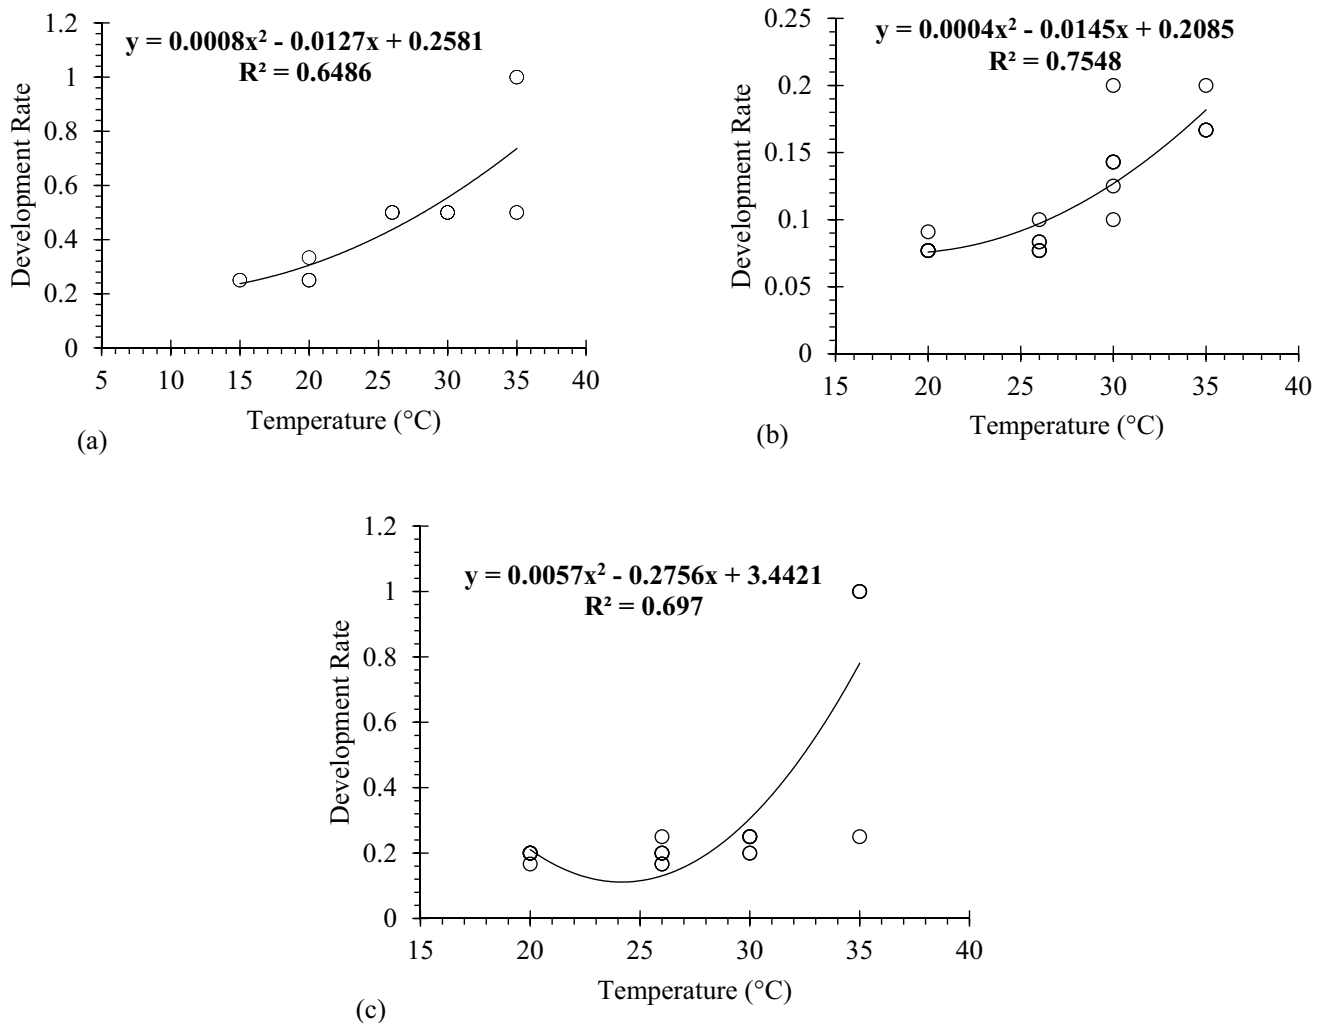 y = 0.0008x² - 0.0127x + 0.2581
R² = 0.6486
Development Rate
1.2
1
0.8
0.6
0.4
0.2
0
5 10 15 20 25 30 35 40
Temperature (°C)
(a)
y = 0.0004x² - 0.0145x + 0.2085
R² = 0.7548
Development Rate
0.25
0.2
0.15
0.1
0.05
0
15 20 25 30 35 40
Temperature (°C)
(b)
y = 0.0057x² - 0.2756x + 3.4421
R² = 0.697
Development Rate
1.2
1
0.8
0.6
0.4
0.2
0
15 20 25 30 35 40
Temperature (°C)
(c)